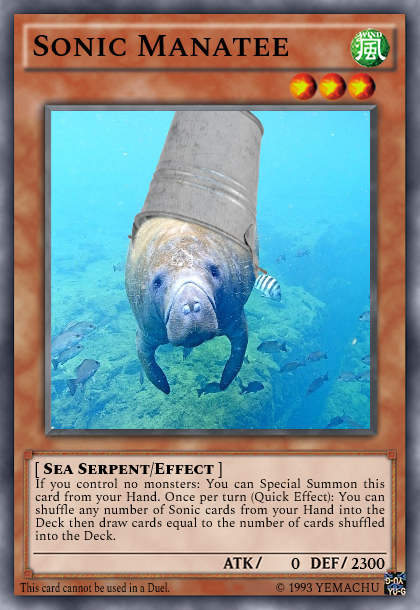 SONIC MANATEE
WIND
風
[ SEA SERPENT/EFFECT ]
If you control no monsters: You can Special Summon this
card from your Hand. Once per turn (Quick Effect): You can
shuffle any number of Sonic cards from your Hand into the
Deck then draw cards equal to the number of cards shuffled
into the Deck.
ATK/ 0 DEF/ 2300
This card cannot be used in a Duel. © 1993 YEMACHU
YU-G